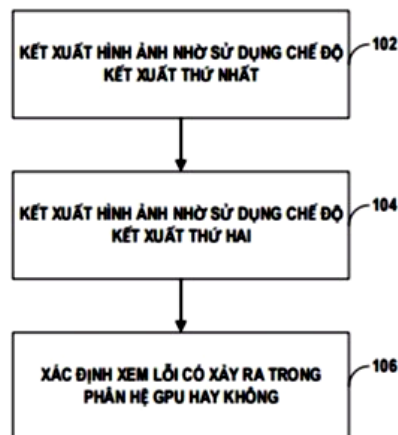 KẾT XUẤT HÌNH ẢNH NHỜ SỬ DỤNG CHẾ ĐỘ
KẾT XUẤT THỨ NHẤT
102
KẾT XUẤT HÌNH ẢNH NHỜ SỬ DỤNG CHẾ ĐỘ
KẾT XUẤT THỨ HAI
104
XÁC ĐỊNH XEM LỖI CÓ XẢY RA TRONG
PHÂN HỆ GPU HAY KHÔNG
106